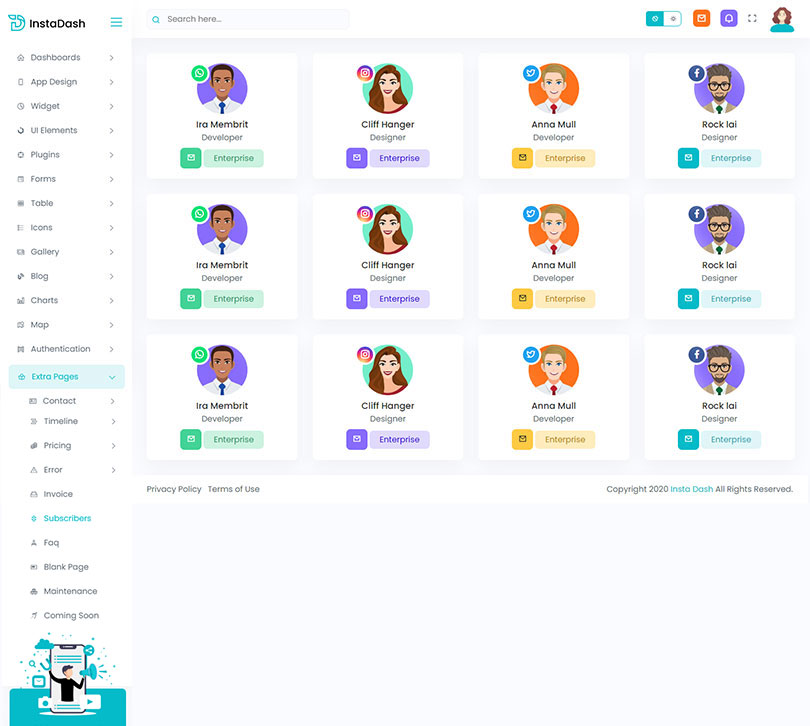 InstaDash
Search here...
Dashboards
App Design
Widget
UI Elements
Plugins
Forms
Table
Icons
Gallery
Blog
Charts
Map
Authentication
Extra Pages
Contact
Timeline
Pricing
Error
Invoice
Subscribers
Faq
Blank Page
Maintenance
Coming Soon
Ira Membrit
Developer
Enterprise
Cliff Hanger
Designer
Enterprise
Anna Mull
Developer
Enterprise
Rock lai
Designer
Enterprise
Ira Membrit
Developer
Enterprise
Cliff Hanger
Designer
Enterprise
Anna Mull
Developer
Enterprise
Rock lai
Designer
Enterprise
Ira Membrit
Developer
Enterprise
Cliff Hanger
Designer
Enterprise
Anna Mull
Developer
Enterprise
Rock lai
Designer
Enterprise
Privacy Policy Terms of Use
Copyright 2020 Insta Dash All Rights Reserved.